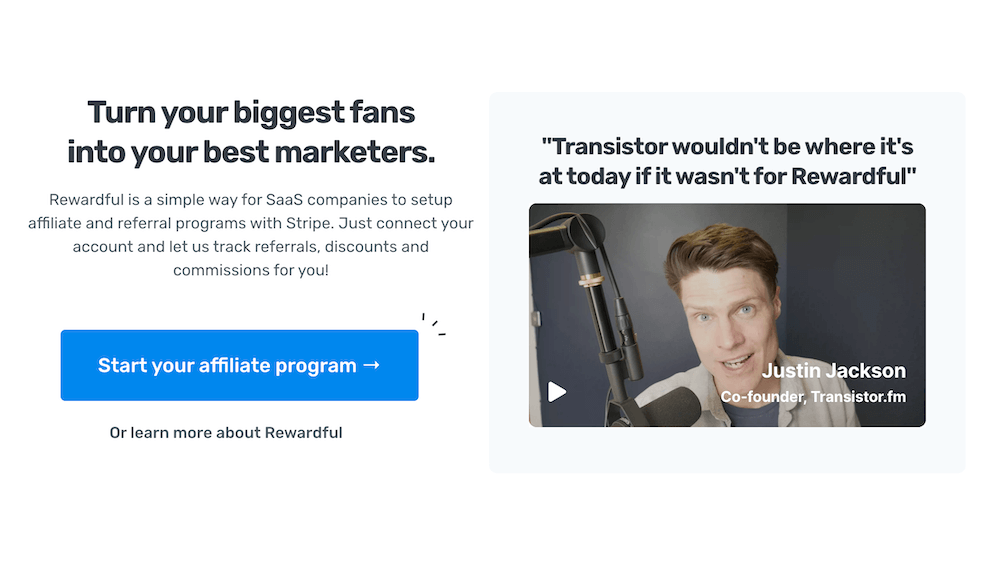 Turn your biggest fans
into your best marketers.
Rewardful is a simple way for SaaS companies to setup
affiliate and referral programs with Stripe. Just connect your
account and let us track referrals, discounts and
commissions for you!
Start your affiliate program →
Or learn more about Rewardful
"Transistor wouldn't be where it's
at today if it wasn't for Rewardful"
Justin Jackson
Co-founder, Transistor.fm